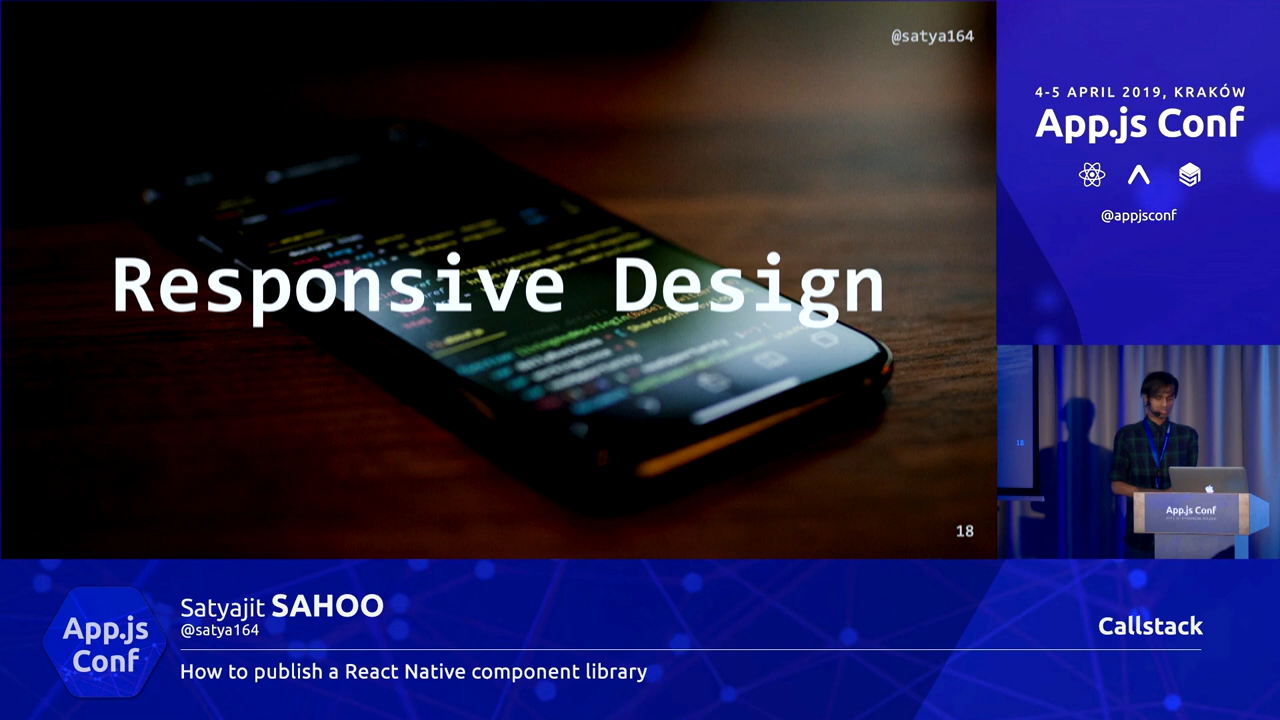 @satya164
Responsive Design
18
4-5 APRIL 2019, KRAKÓW
App.js Conf
@appjsconf
18
App.js Conf
App.js
Conf
Satyajit SAHOO
@satya164
How to publish a React Native component library
Callstack